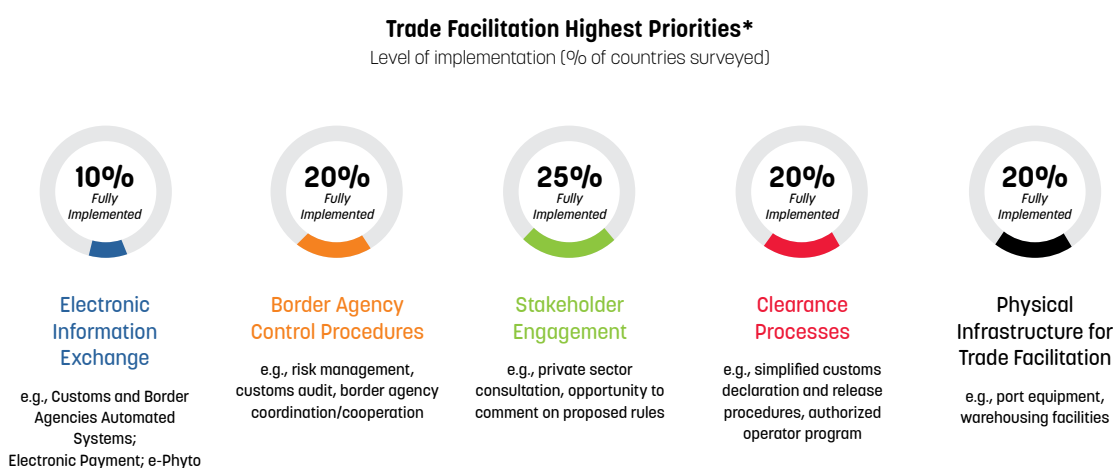 Trade Facilitation Highest Priorities*
Level of implementation (% of countries surveyed)
10%
Fully
Implemented
Electronic
Information
Exchange
e.g., Customs and Border
Agencies Automated
Systems;
Electronic Payment; e-Phyto
20%
Fully
Implemented
Border Agency
Control Procedures
e.g., risk management,
customs audit, border agency
coordination/cooperation
25%
Fully
Implemented
Stakeholder
Engagement
e.g., private sector
consultation, opportunity to
comment on proposed rules
20%
Fully
Implemented
Clearance
Processes
e.g., simplified customs
declaration and release
procedures, authorized
operator program
20%
Fully
Implemented
Physical
Infrastructure for
Trade Facilitation
e.g., port equipment,
warehousing facilities